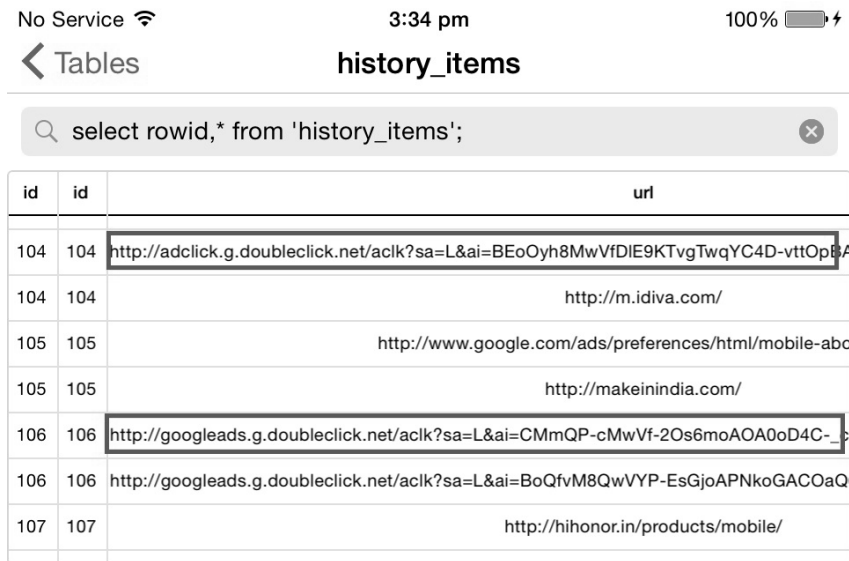 No Service 3:34 pm 100%
Tables history_items
select rowid,* from 'history_items';
id id url
104 104 http://adclick.g.doubleclick.net/aclk?sa=L&ai=BEoOyh8MwVfDlE9KTvgTwqYC4D-vttOpBA
104 104 http://m.idiva.com/
105 105 http://www.google.com/ads/preferences/html/mobile-abo
105 105 http://makeinindia.com/
106 106 http://googleads.g.doubleclick.net/aclk?sa=L&ai=CMmQP-cMwVf-2Os6moAOA0oD4C-_c
106 106 http://googleads.g.doubleclick.net/aclk?sa=L&ai=BoQfvM8QwVYP-EsGjoAPNkoGACOaQ
107 107 http://hihonor.in/products/mobile/